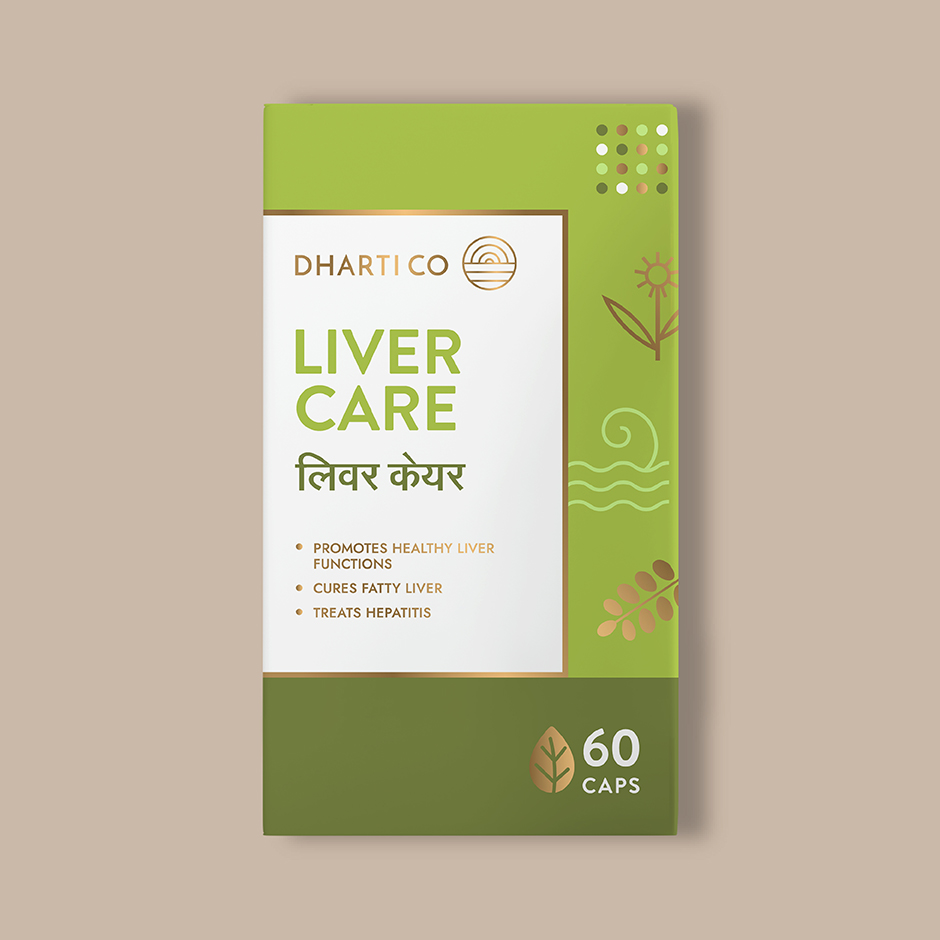 DHARTI CO
LIVER
CARE
लिवर केयर
• PROMOTES HEALTHY LIVER
FUNCTIONS
• CURES FATTY LIVER
• TREATS HEPATITIS
60
CAPS